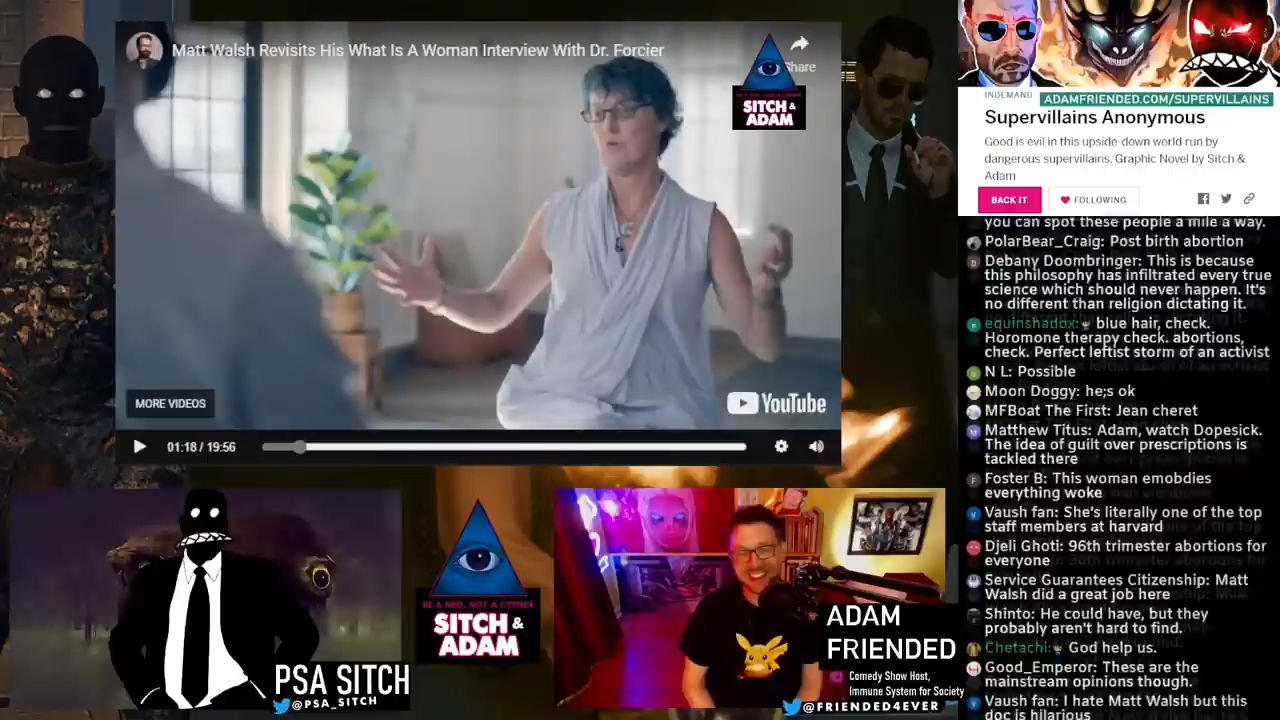 Matt Walsh Revisits His What Is A Woman Interview With Dr. Forcier
Share
SITCH &
ADAM
MORE VIDEOS
YouTube
01:18 / 19:56
INDEMAND
ADAMFRIENDED.COM/SUPERVILLAINS
Supervillains Anonymous
Good is evil in this upside-down world run by
dangerous supervillains. Graphic Novel by Sitch &
Adam
BACK IT
FOLLOWING
you can spot these people a mile a way.
PolarBear_Craig: Post birth abortion
Debany Doombringer: This is because
this philosophy has infiltrated every true
science which should never happen. It's
no different than religion dictating it.
equinshadox: blue hair, check.
Horomone therapy check. abortions,
check. Perfect leftist storm of an activist
N L: Possible
Moon Doggy: he;s ok
MFBoat The First: Jean cheret
Matthew Titus: Adam, watch Dopesick.
The idea of guilt over prescriptions is
tackled there
Foster B: This woman emobdies
everything woke
Vaush fan: She's literally one of the top
staff members at harvard
Djeli Ghoti: 96th trimester abortions for
everyone
Service Guarantees Citizenship: Matt
Walsh did a great job here
Shinto: He could have, but they
probably aren't hard to find.
Chetachi: God help us.
Good_Emperor: These are the
mainstream opinions though.
Vaush fan: I hate Matt Walsh but this
doc is hilarious
PSA SITCH
@PSA_SITCH
BE A NEO, NOT A CYPHER
SITCH &
ADAM
ADAM
FRIENDED
Comedy Show Host,
Immune System for Society
@FRIENDED4EVER